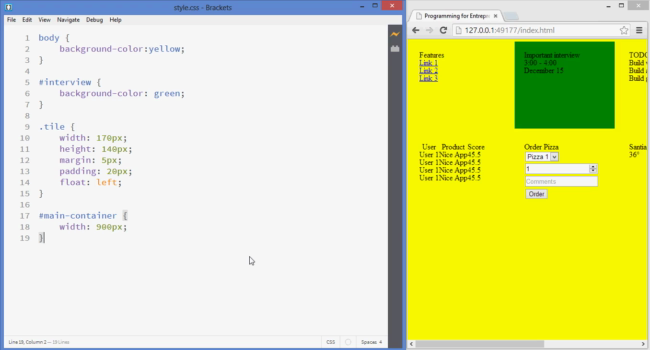 style.css - Brackets
File Edit View Navigate Debug Help
1 body {
2 background-color:yellow;
3 }
4
5 #interview {
6 background-color: green;
7 }
8
9 .tile {
10 width: 170px;
11 height: 140px;
12 margin: 5px;
13 padding: 20px;
14 float: left;
15 }
16
17 #main-container {
18 width: 900px;
19 }
Line 19, Column 2 — 19 Lines
CSS Spaces: 4
Programming for Entrepr
127.0.0.1:49177/index.html
Features Important interview TODO
Link 1 3:00 - 4:00 Build
Link 2 December 15 Build
Link 3 Build
User Product Score Order Pizza Santia
User 1Nice App45.5 Pizza 1 36°
User 1Nice App45.5 1
User 1Nice App45.5
User 1Nice App45.5 Comments
Order